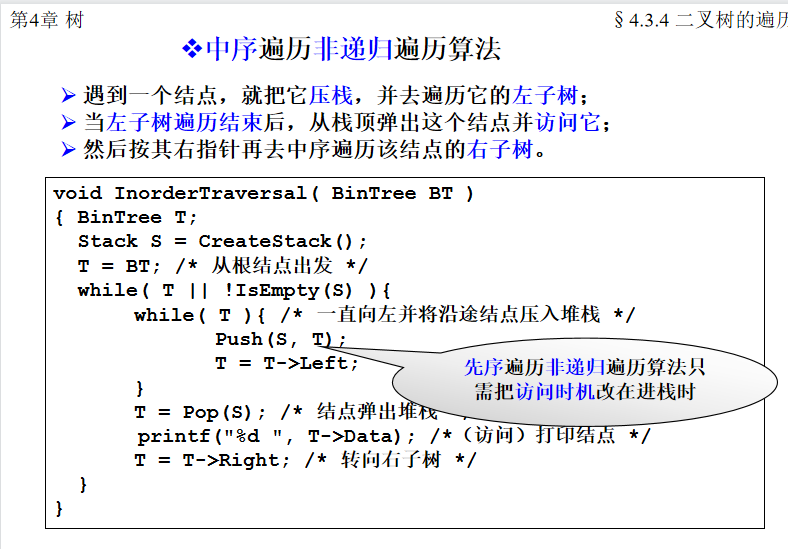 第4章 树
§ 4.3.4 二叉树的遍历
❖中序遍历非递归遍历算法
➢ 遇到一个结点，就把它压栈，并去遍历它的左子树；
➢ 当左子树遍历结束后，从栈顶弹出这个结点并访问它；
➢ 然后按其右指针再去中序遍历该结点的右子树。
void InorderTraversal( BinTree BT )
{ BinTree T;
Stack S = CreateStack();
T = BT; /* 从根结点出发 */
while( T || !IsEmpty(S) ){
while( T ){ /* 一直向左并将沿途结点压入堆栈 */
Push(S, T);
T = T->Left;
先序遍历非递归遍历算法只
需把访问时机改在进栈时
}
T = Pop(S); /* 结点弹出堆栈 */
printf("%d ", T->Data); /*（访问）打印结点 */
T = T->Right; /* 转向右子树 */
}
}